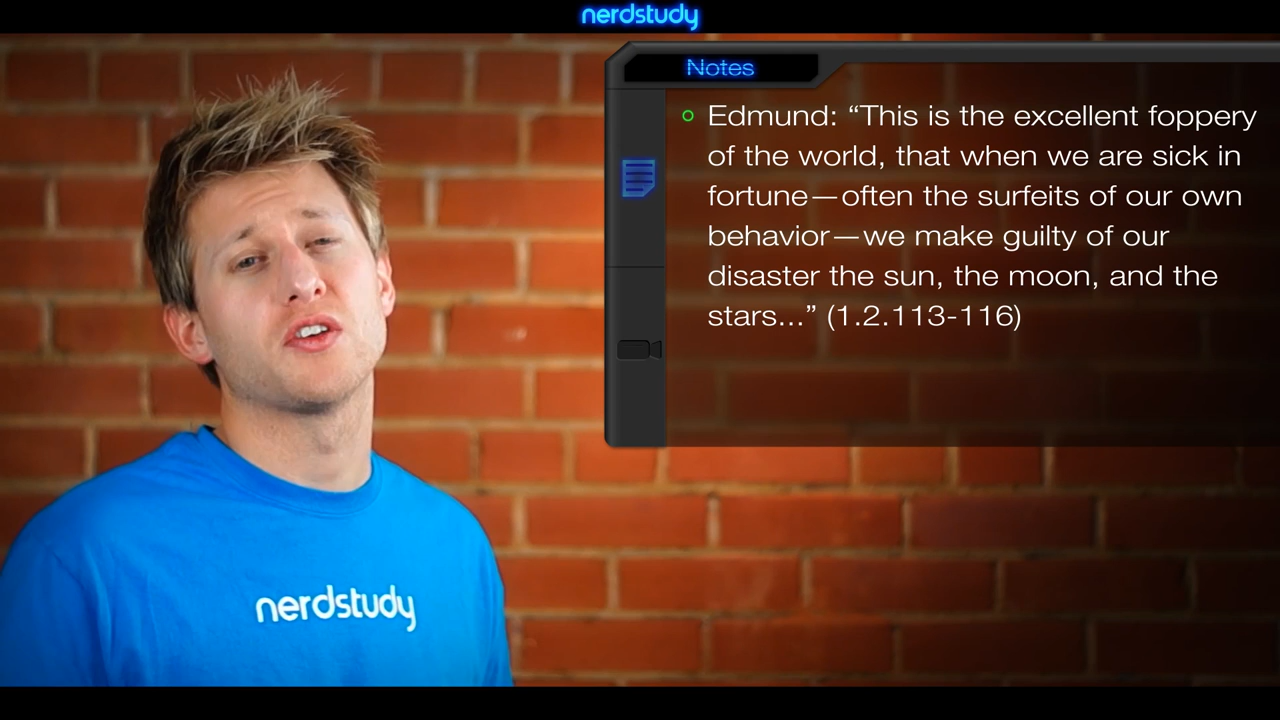 nerdstudy
Notes
Edmund: “This is the excellent foppery
of the world, that when we are sick in
fortune—often the surfeits of our own
behavior—we make guilty of our
disaster the sun, the moon, and the
stars...” (1.2.113-116)
nerdstudy